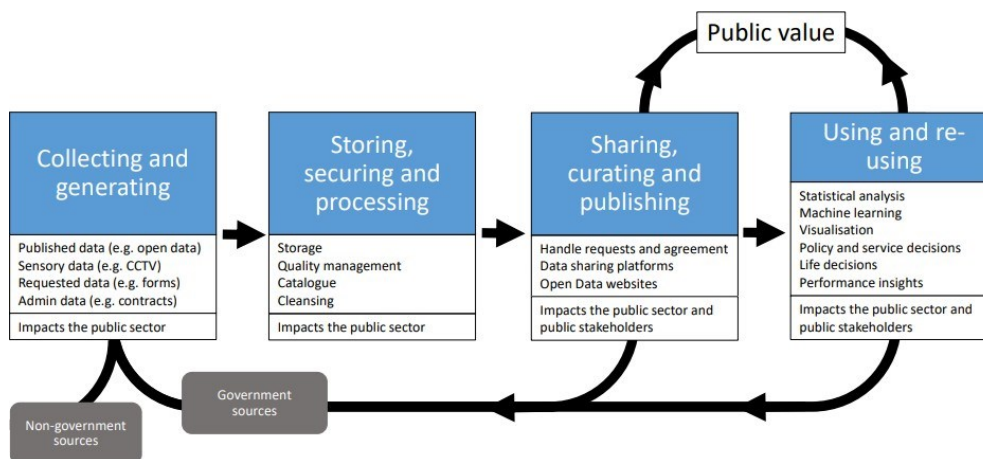 Public value
Collecting and
generating
Published data (e.g. open data)
Sensory data (e.g. CCTV)
Requested data (e.g. forms)
Admin data (e.g. contracts)
Impacts the public sector
Storing,
securing and
processing
Storage
Quality management
Catalogue
Cleansing
Impacts the public sector
Sharing,
curating and
publishing
Handle requests and agreement
Data sharing platforms
Open Data websites
Impacts the public sector and
public stakeholders
Using and re-
using
Statistical analysis
Machine learning
Visualisation
Policy and service decisions
Life decisions
Performance insights
Impacts the public sector and
public stakeholders
Government
sources
Non-government
sources